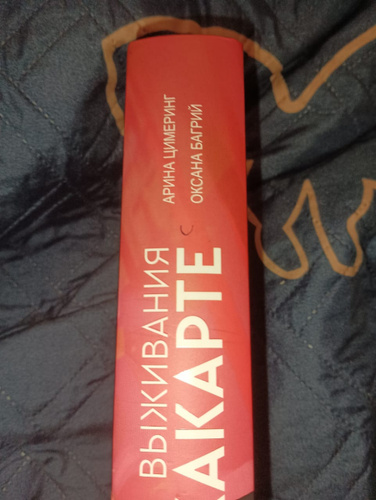 ВЫЖИВАНИЯ
АКАРТЕ
АРИНА ЦИМЕРИНГ
ОКСАНА БАГРИЙ